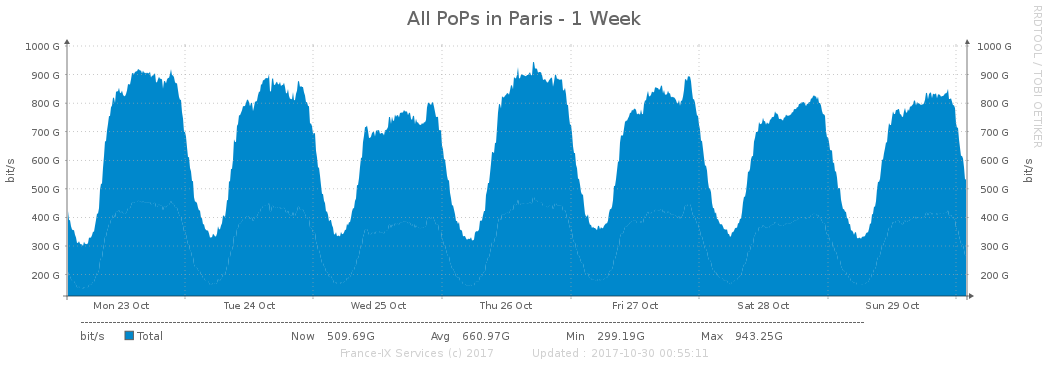 All PoPs in Paris - 1 Week
RRDTOOL / TOBI OETIKER
bit/s
bit/s
1000 G 1000 G
900 G 900 G
800 G 800 G
700 G 700 G
600 G 600 G
500 G 500 G
400 G 400 G
300 G 300 G
200 G 200 G
Mon 23 Oct Tue 24 Oct Wed 25 Oct Thu 26 Oct Fri 27 Oct Sat 28 Oct Sun 29 Oct
bit/s Total Now 509.69G Avg 660.97G Min 299.19G Max 943.25G
France-IX Services (c) 2017 Updated : 2017-10-30 00:55:11